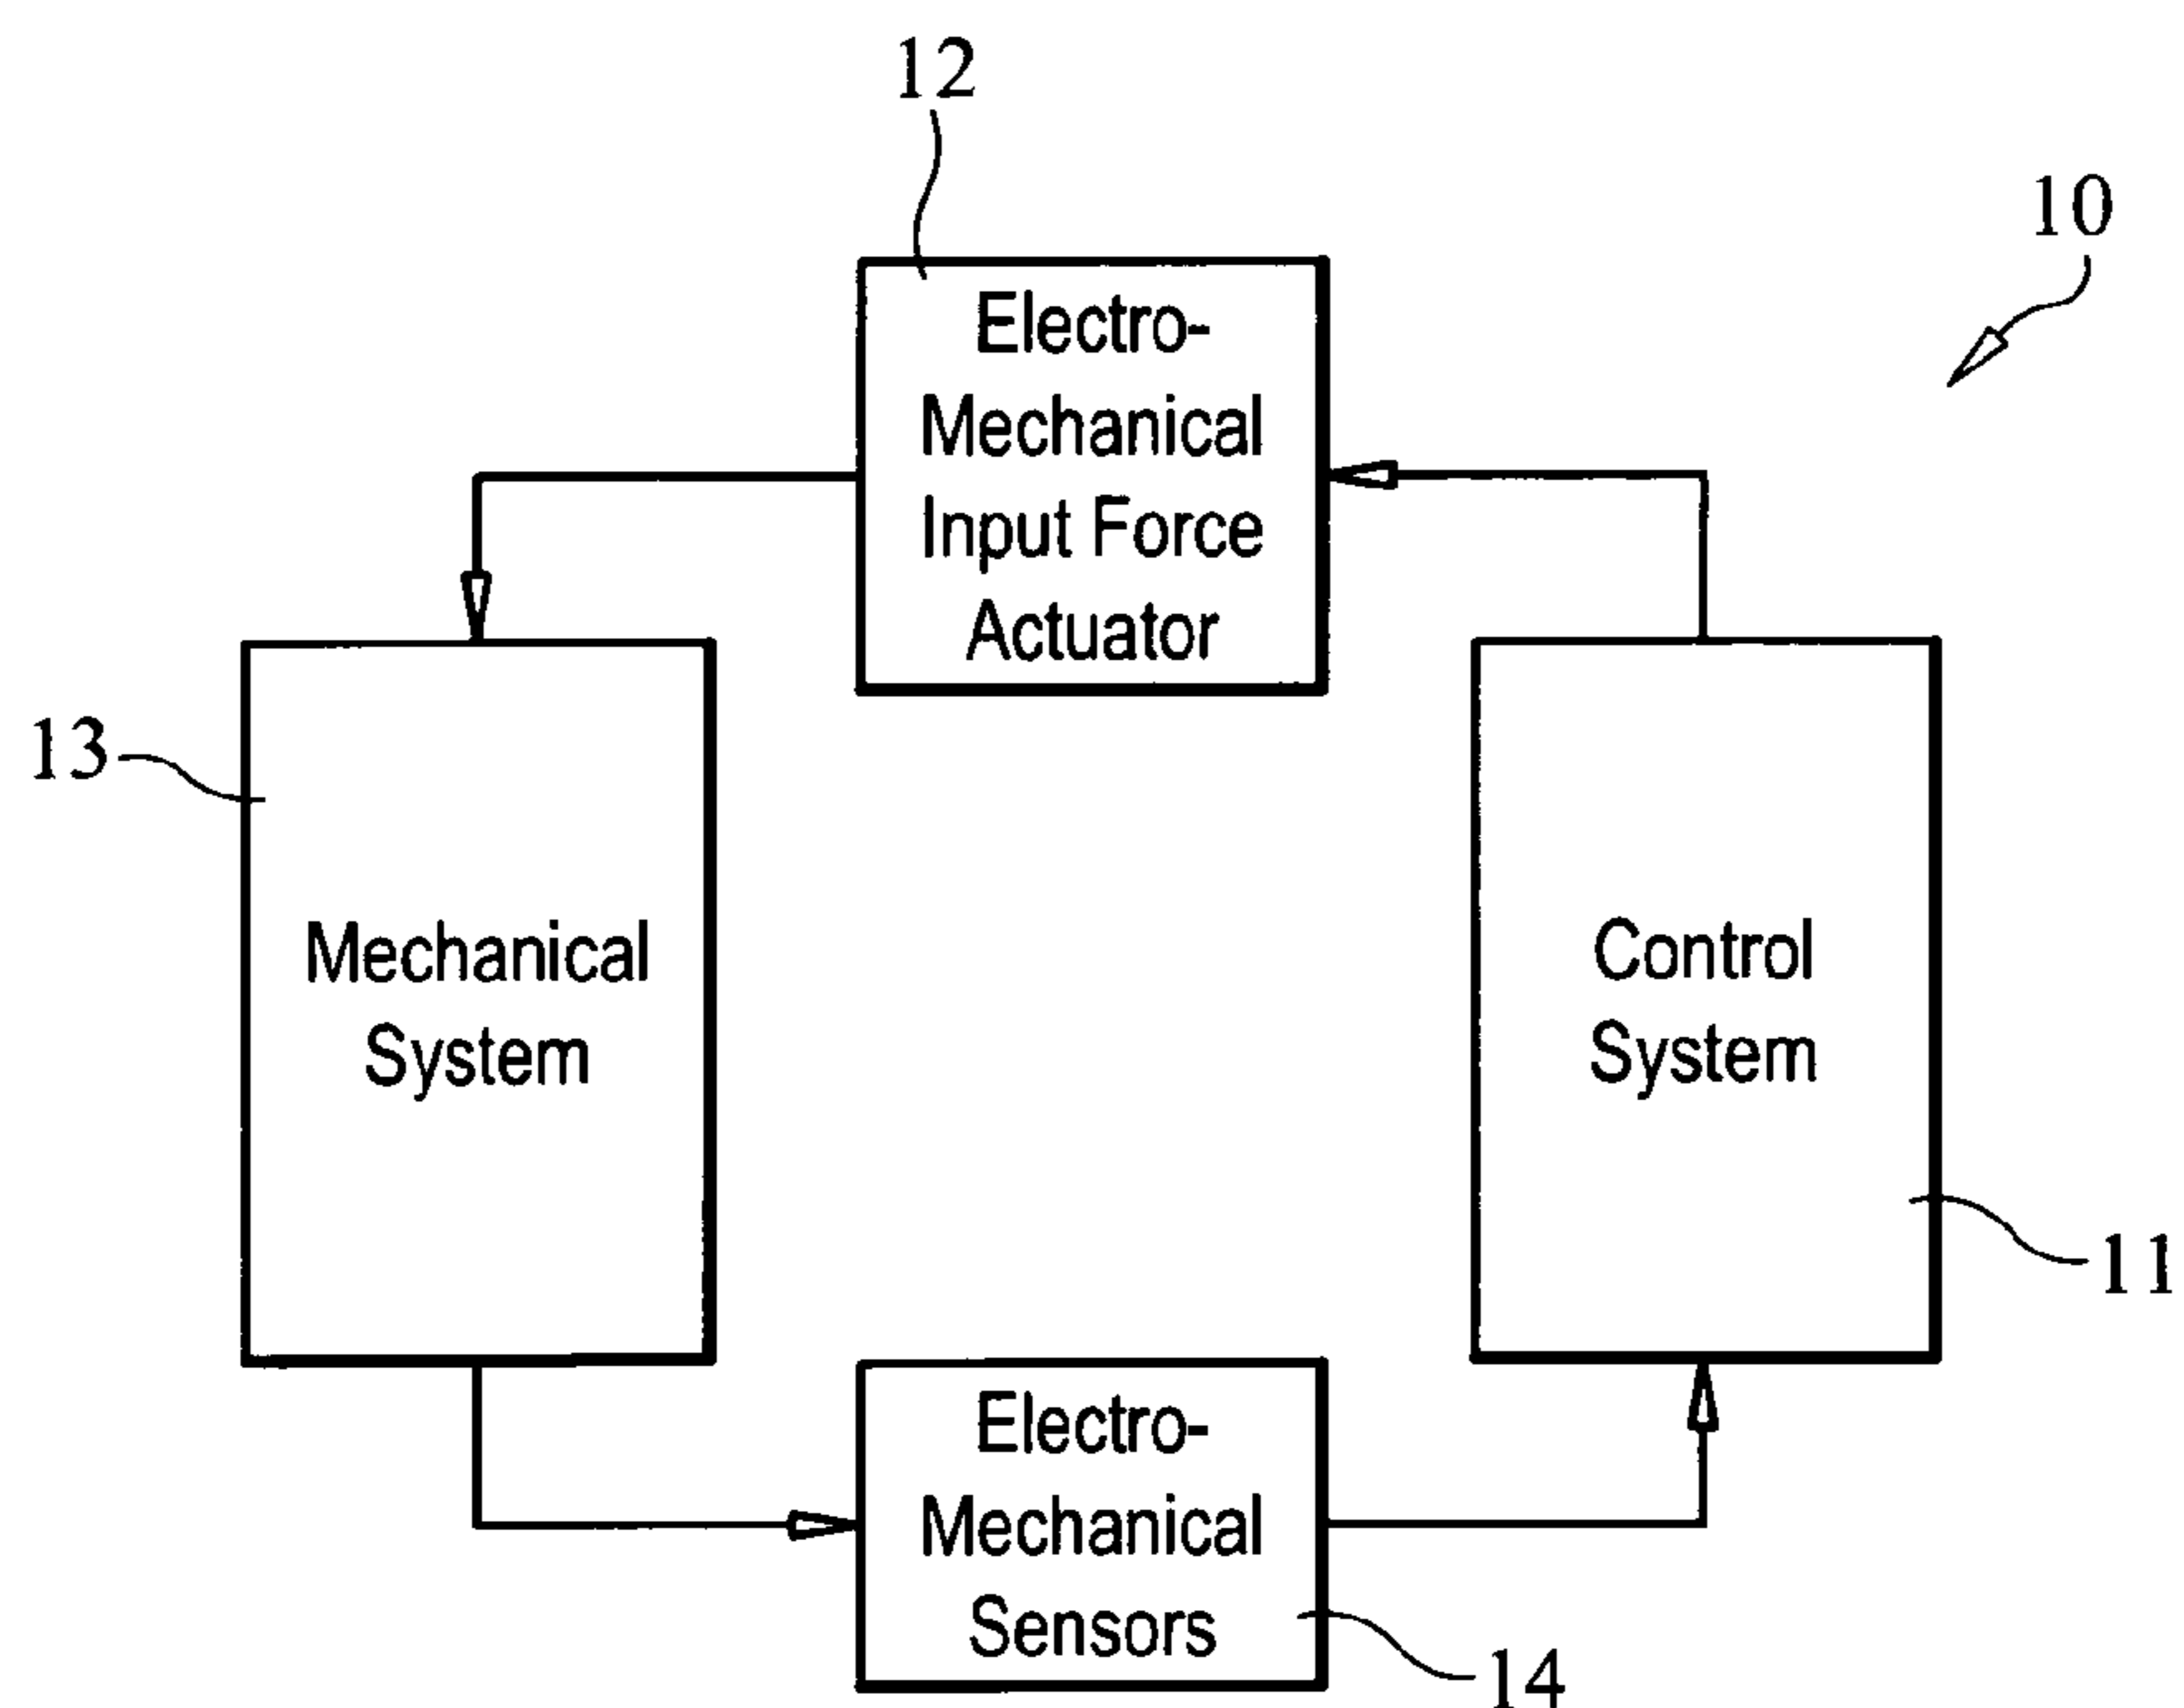 12
10
Electro-
Mechanical
Input Force
Actuator
13
Mechanical
System
Control
System
11
Electro-
Mechanical
Sensors
14